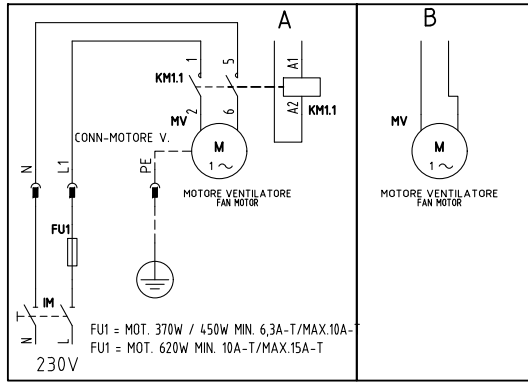 A
B
1
5
A1
KM1.1
A2
KM1.1
2
6
MV
MV
CONN-MOTORE V.
M
1 ~
M
1 ~
N
L1
PE
MOTORE VENTILATORE
FAN MOTOR
MOTORE VENTILATORE
FAN MOTOR
FU1
IM
N
L
FU1 = MOT. 370W / 450W MIN. 6,3A-T/MAX.10A-T
FU1 = MOT. 620W MIN. 10A-T/MAX.15A-T
230V